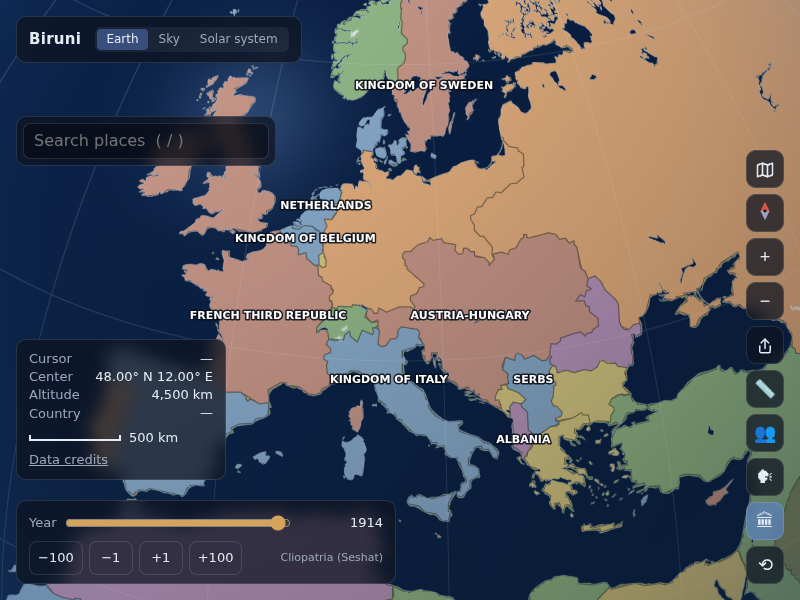 Biruni Earth Sky Solar system
KINGDOM OF SWEDEN
Search places ( / )
NETHERLANDS
KINGDOM OF BELGIUM
FRENCH THIRD REPUBLIC
AUSTRIA-HUNGARY
KINGDOM OF ITALY
SERBS
ALBANIA
Cursor —
Center 48.00° N 12.00° E
Altitude 4,500 km
Country —
500 km
Data credits
Year 1914
−100 −1 +1 +100 Cliopatria (Seshat)